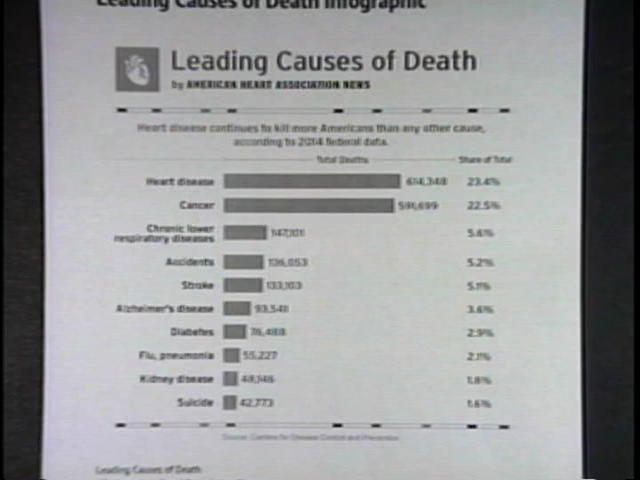 Leading Causes of Death Infographic
Leading Causes of Death
by AMERICAN HEART ASSOCIATION NEWS
Heart disease continues to kill more Americans than any other cause,
according to 2014 federal data.
Total Deaths Share of Total
Heart disease 614,348 23.4%
Cancer 591,699 22.5%
Chronic lower
respiratory diseases 147,101 5.6%
Accidents 136,053 5.2%
Stroke 133,103 5.1%
Alzheimer's disease 93,541 3.6%
Diabetes 76,488 2.9%
Flu, pneumonia 55,227 2.1%
Kidney disease 48,146 1.8%
Suicide 42,773 1.6%
Source: Centers for Disease Control and Prevention
Leading Causes of Death